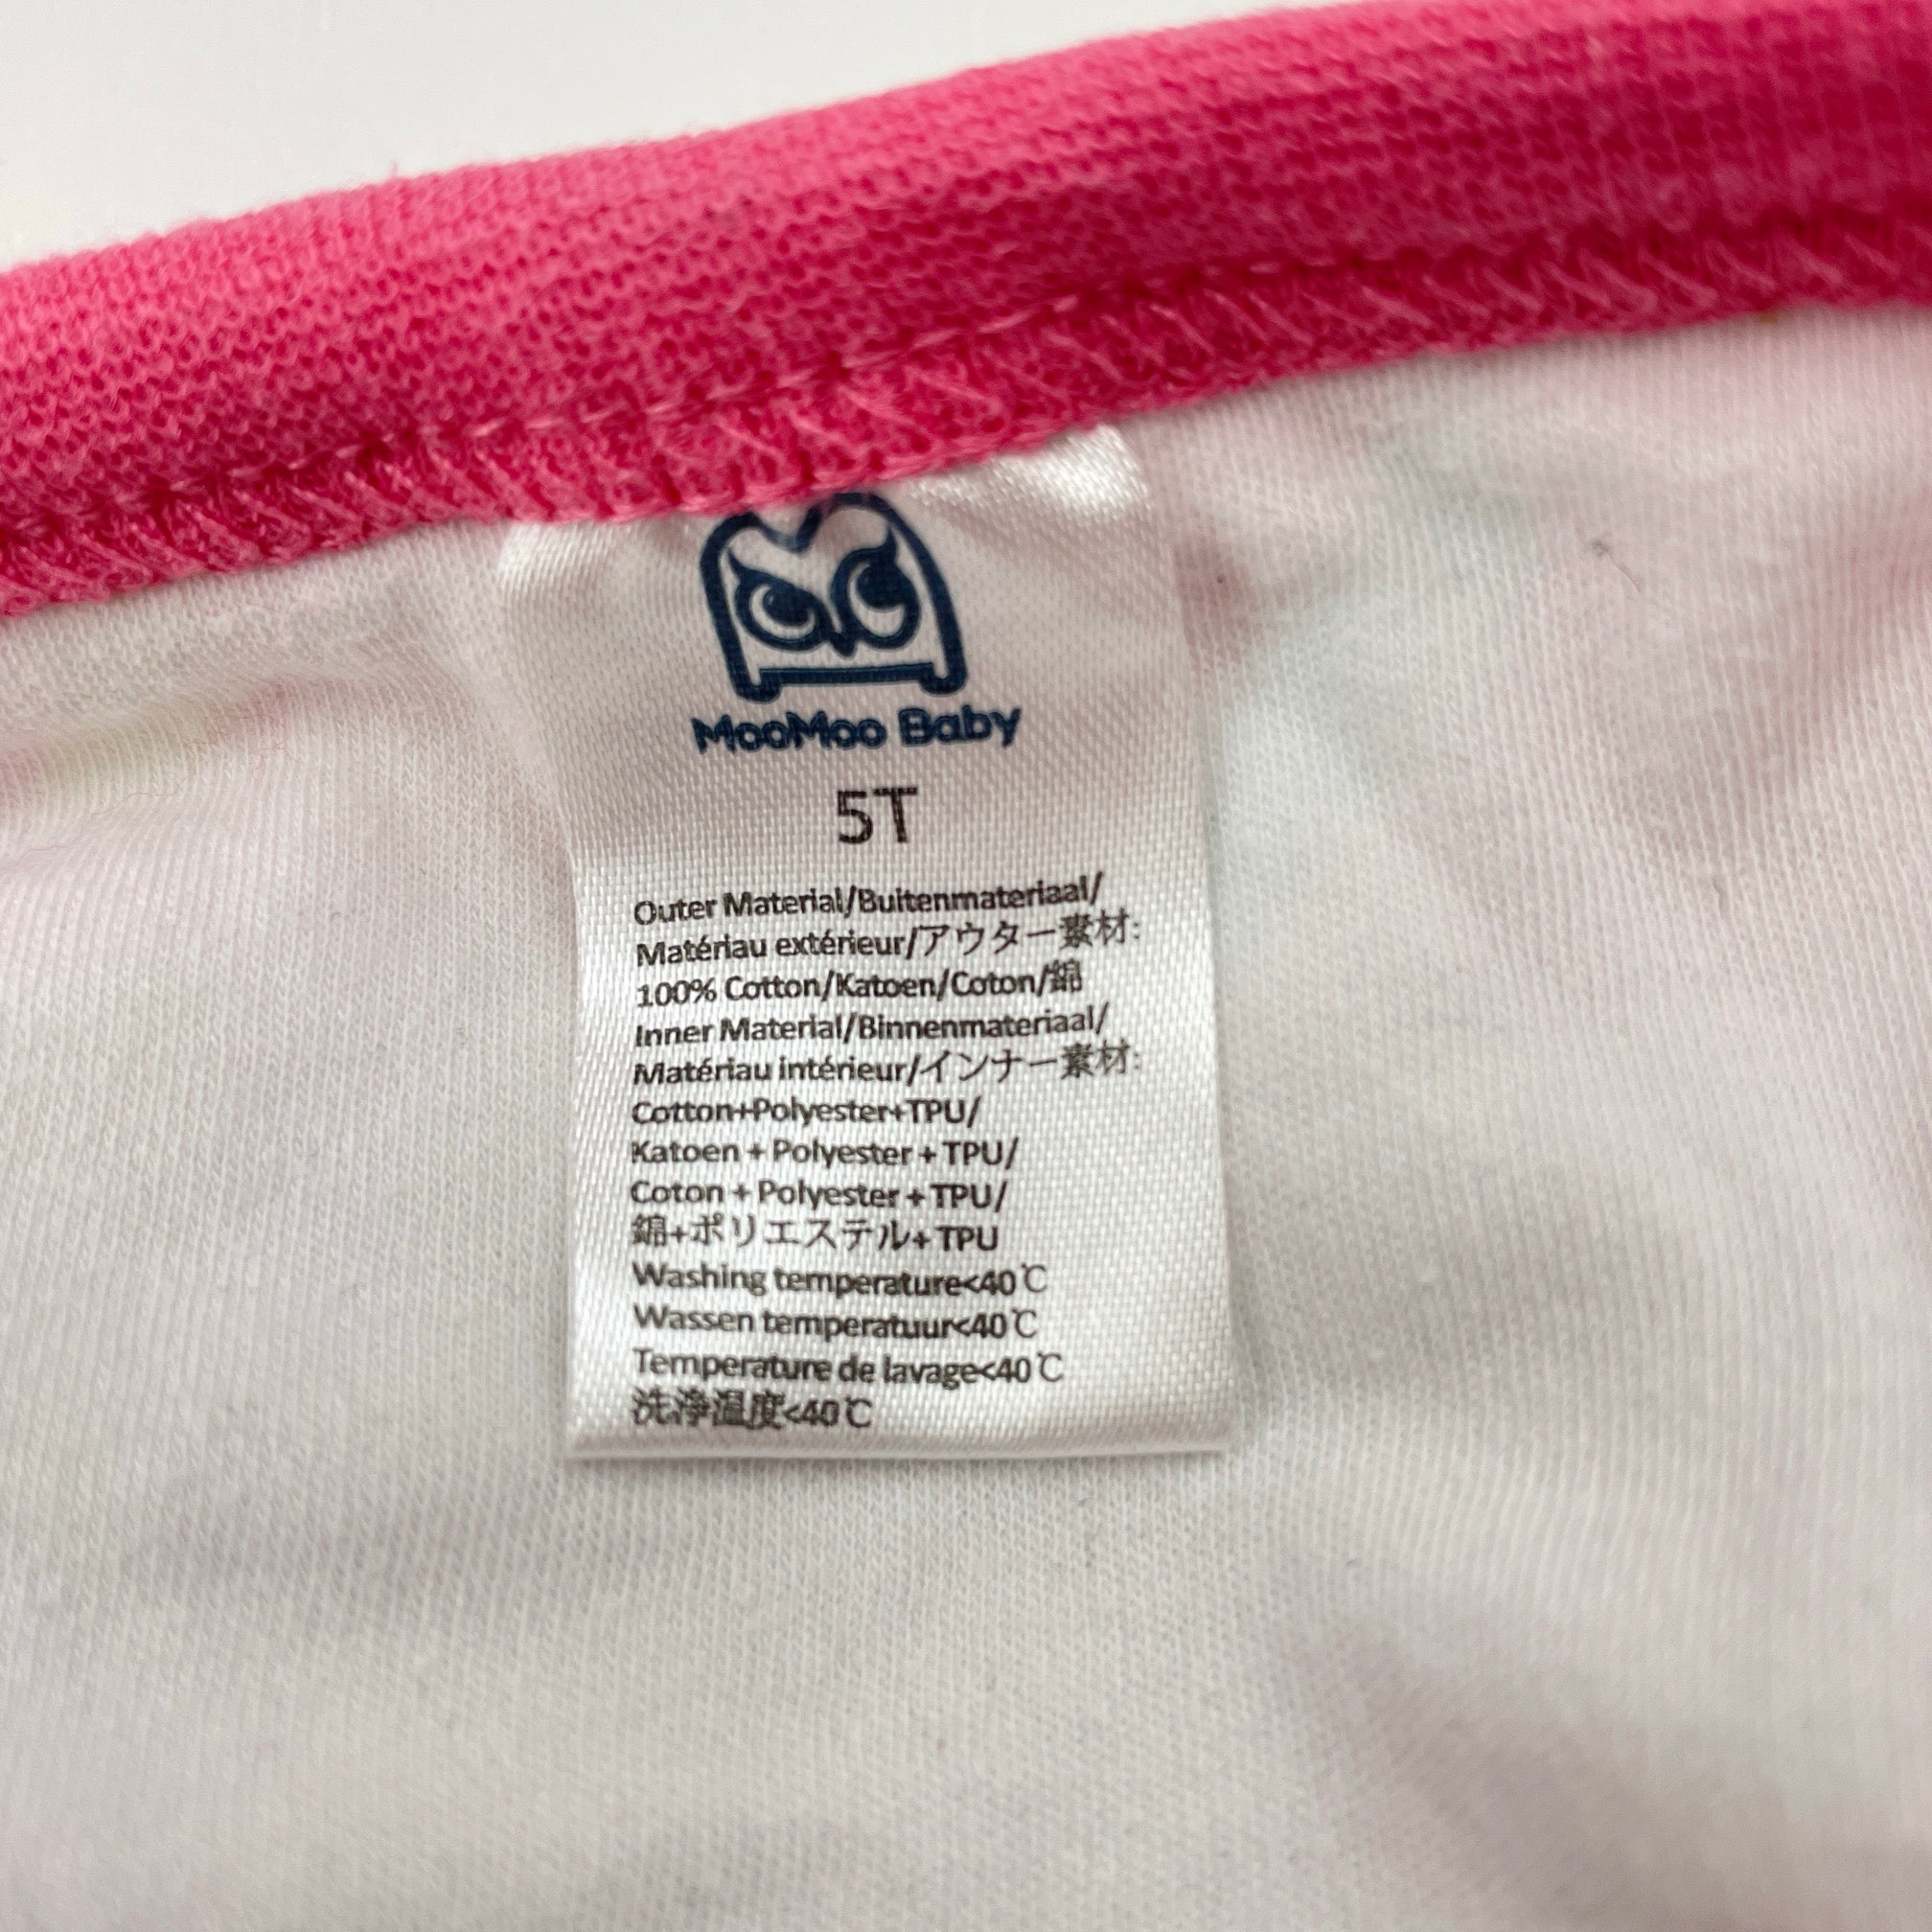 MooMoo Baby
5T
Outer Material/Buitenmateriaal/
Matériau extérieur/アウター素材:
100% Cotton/Katoen/Coton/錦
Inner Material/Binnenmateriaal/
Matériau intérieur/インナー素材:
Cotton+Polyester+TPU/
Katoen + Polyester + TPU/
Coton + Polyester + TPU/
錦+ポリエステル+TPU
Washing temperature<40℃
Wassen temperatuur<40℃
Temperature de lavage<40℃
洗浄温度<40℃